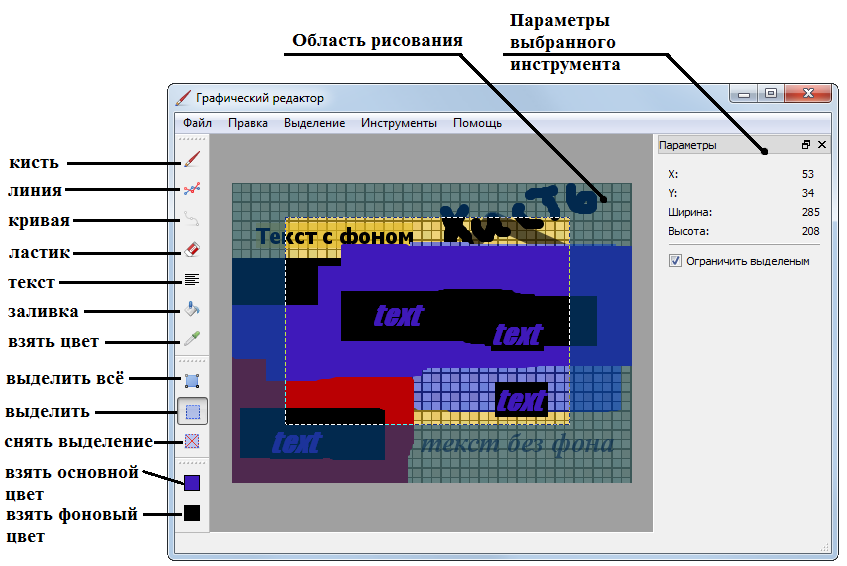 Параметры
выбранного
инструмента
Область рисования
Графический редактор
Файл Правка Выделение Инструменты Помощь
кисть
линия
кривая
ластик
текст
заливка
взять цвет
выделить всё
выделить
снять выделение
взять основной
цвет
взять фоновый
цвет
кисть
Текст с фоном
text
text
text
text
текст без фона
Параметры
X: 53
Y: 34
Ширина: 285
Высота: 208
Ограничить выделеным